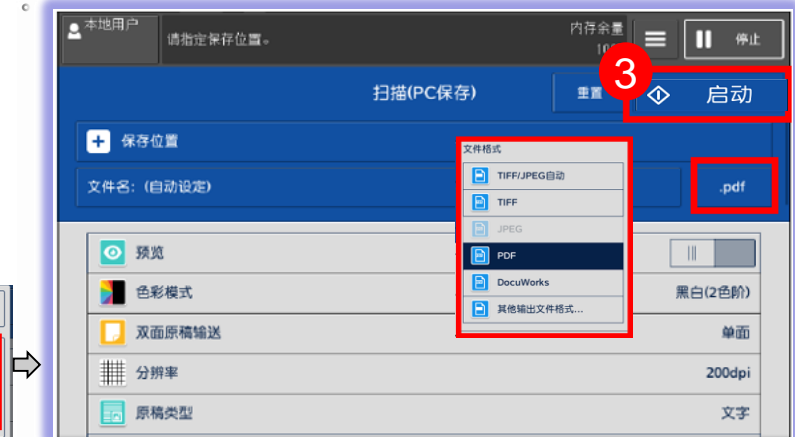 本地用户
请指定保存位置。
内存余量
停止
扫描(PC保存)
重置
3
启动
保存位置
文件格式
文件名: (自动设定)
.pdf
TIFF/JPEG自动
TIFF
JPEG
PDF
DocuWorks
其他输出文件格式...
预览
色彩模式
黑白(2色阶)
双面原稿输送
单面
分辨率
200dpi
原稿类型
文字